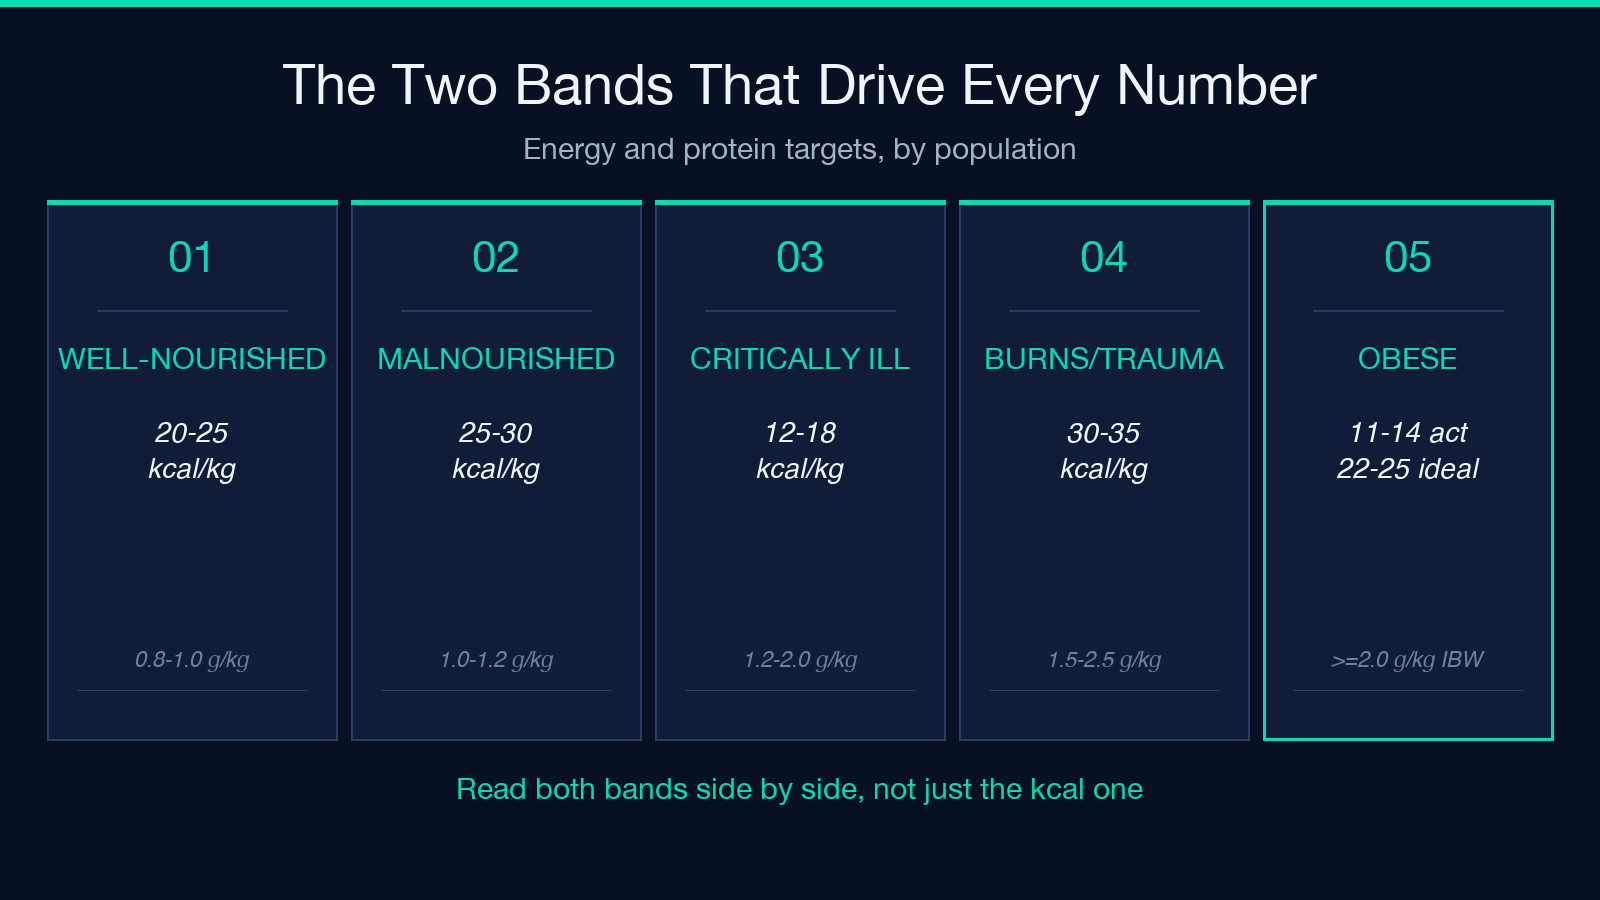 The Two Bands That Drive Every Number
Energy and protein targets, by population
01
WELL-NOURISHED
20-25
kcal/kg
0.8-1.0 g/kg
02
MALNOURISHED
25-30
kcal/kg
1.0-1.2 g/kg
03
CRITICALLY ILL
12-18
kcal/kg
1.2-2.0 g/kg
04
BURNS/TRAUMA
30-35
kcal/kg
1.5-2.5 g/kg
05
OBESE
11-14 act
22-25 ideal
>=2.0 g/kg IBW
Read both bands side by side, not just the kcal one